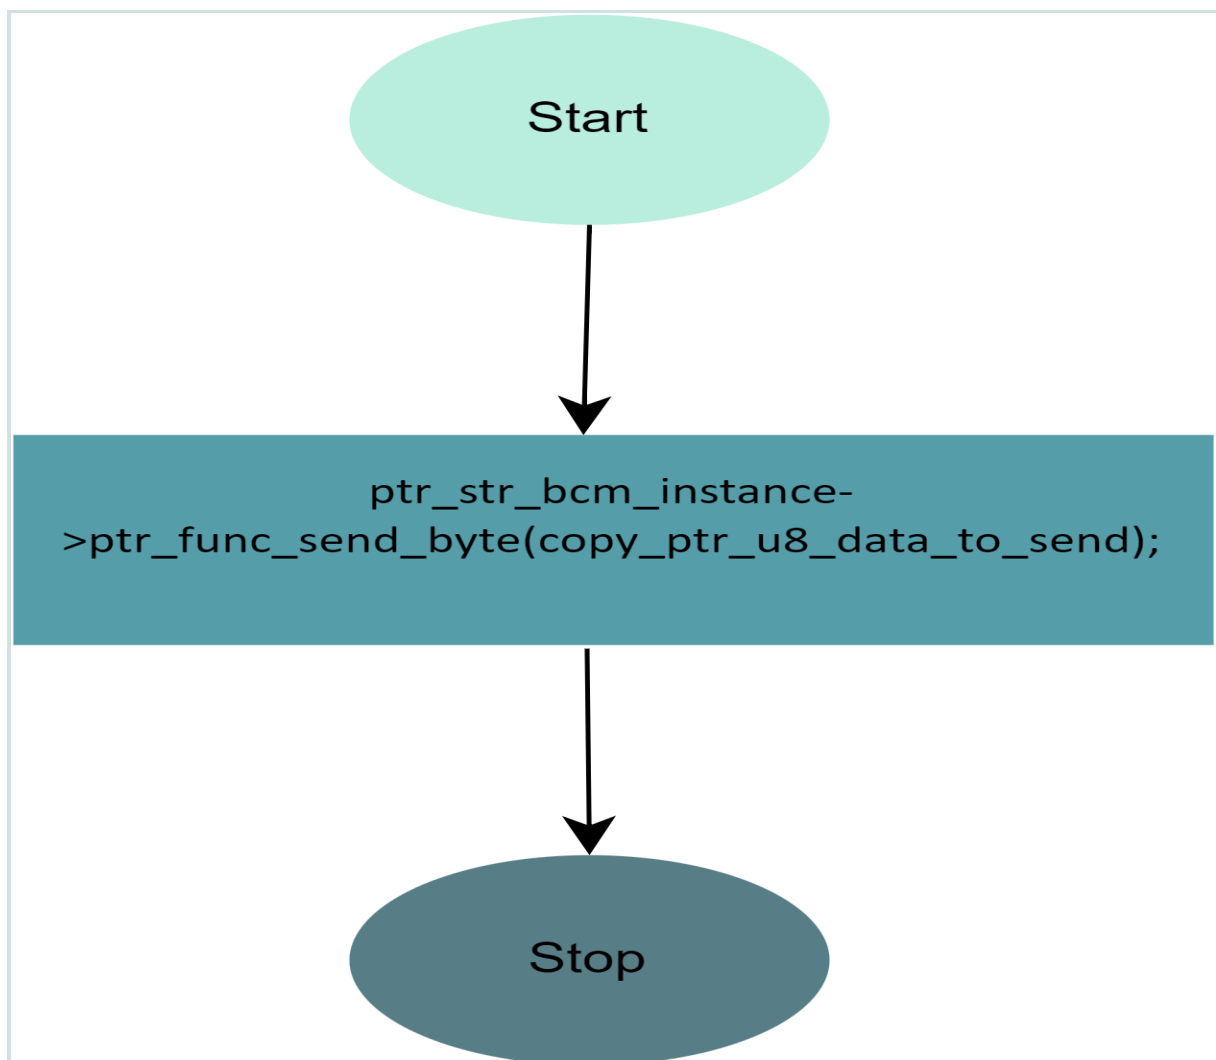 Start
ptr_str_bcm_instance-
>ptr_func_send_byte(copy_ptr_u8_data_to_send);
Stop